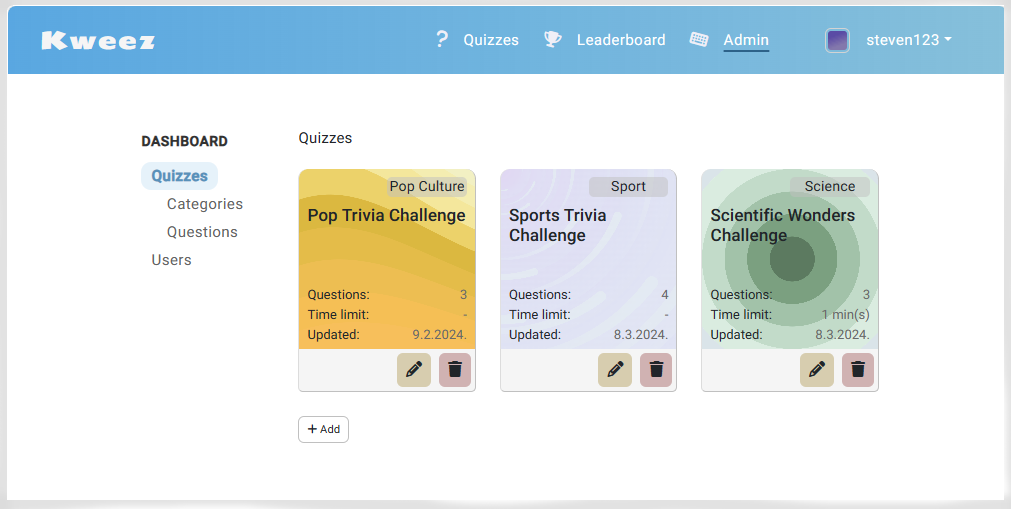 Kweez
? Quizzes Leaderboard Admin steven123
DASHBOARD
Quizzes
Categories
Questions
Users
Quizzes
Pop Culture
Pop Trivia Challenge
Questions: 3
Time limit: -
Updated: 9.2.2024.
Sport
Sports Trivia
Challenge
Questions: 4
Time limit: -
Updated: 8.3.2024.
Science
Scientific Wonders
Challenge
Questions: 3
Time limit: 1 min(s)
Updated: 8.3.2024.
+ Add